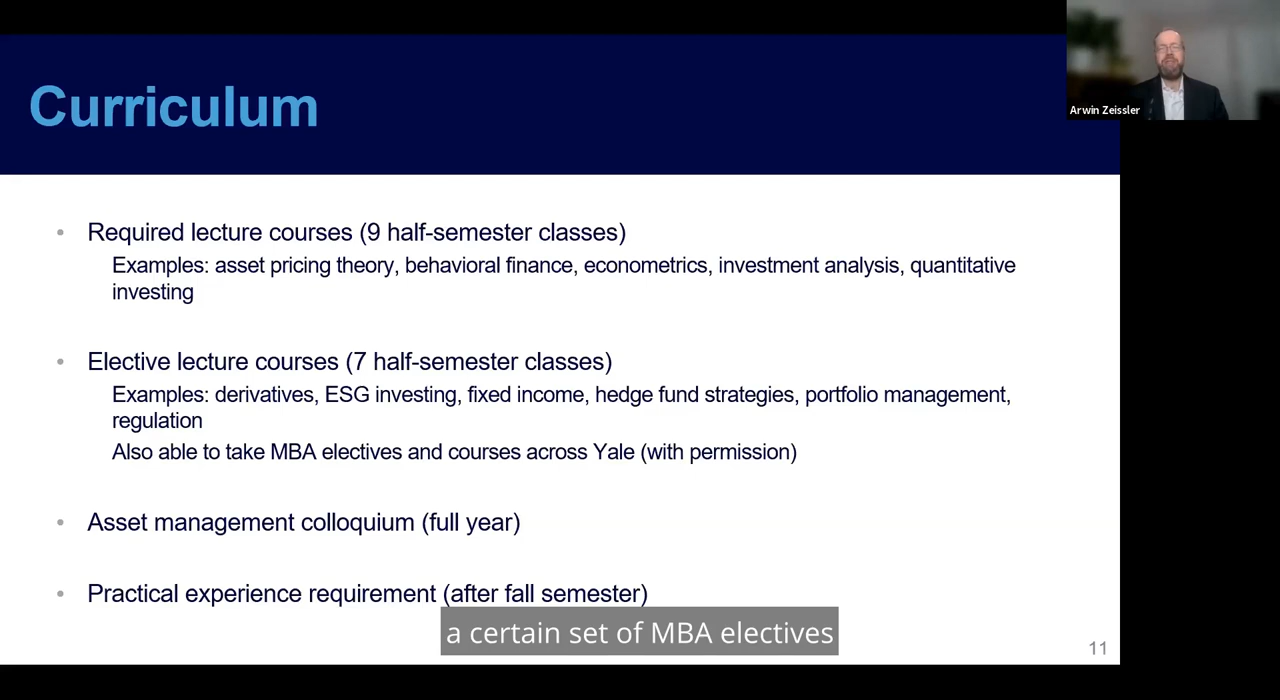 Curriculum
Arwin Zeissler
• Required lecture courses (9 half-semester classes)
Examples: asset pricing theory, behavioral finance, econometrics, investment analysis, quantitative
investing
• Elective lecture courses (7 half-semester classes)
Examples: derivatives, ESG investing, fixed income, hedge fund strategies, portfolio management,
regulation
Also able to take MBA electives and courses across Yale (with permission)
• Asset management colloquium (full year)
• Practical experience requirement (after fall semester)
a certain set of MBA electives
11